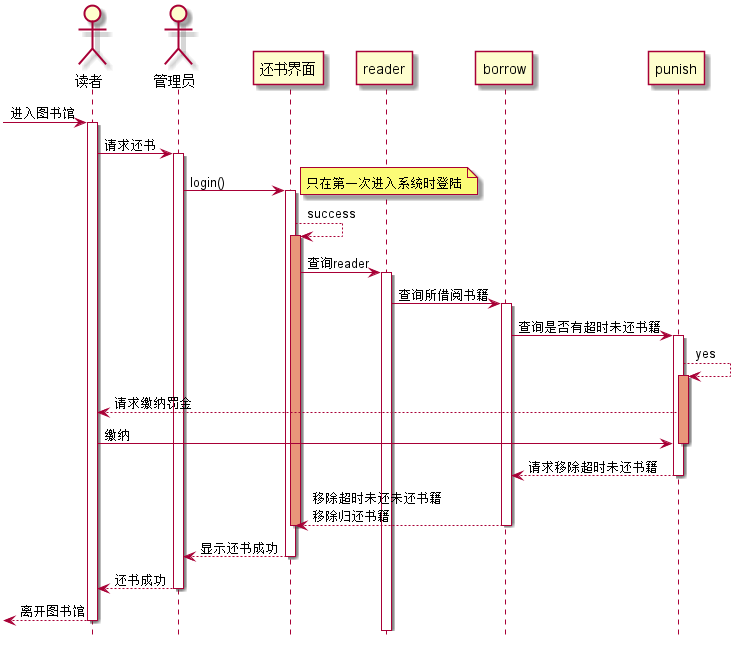 读者
管理员
还书界面
reader
borrow
punish
进入图书馆
请求还书
login()
只在第一次进入系统时登陆
success
查询reader
查询所借阅书籍
查询是否有超时未还书籍
yes
请求缴纳罚金
缴纳
请求移除超时未还书籍
移除超时未还未还书籍
移除归还书籍
显示还书成功
还书成功
离开图书馆